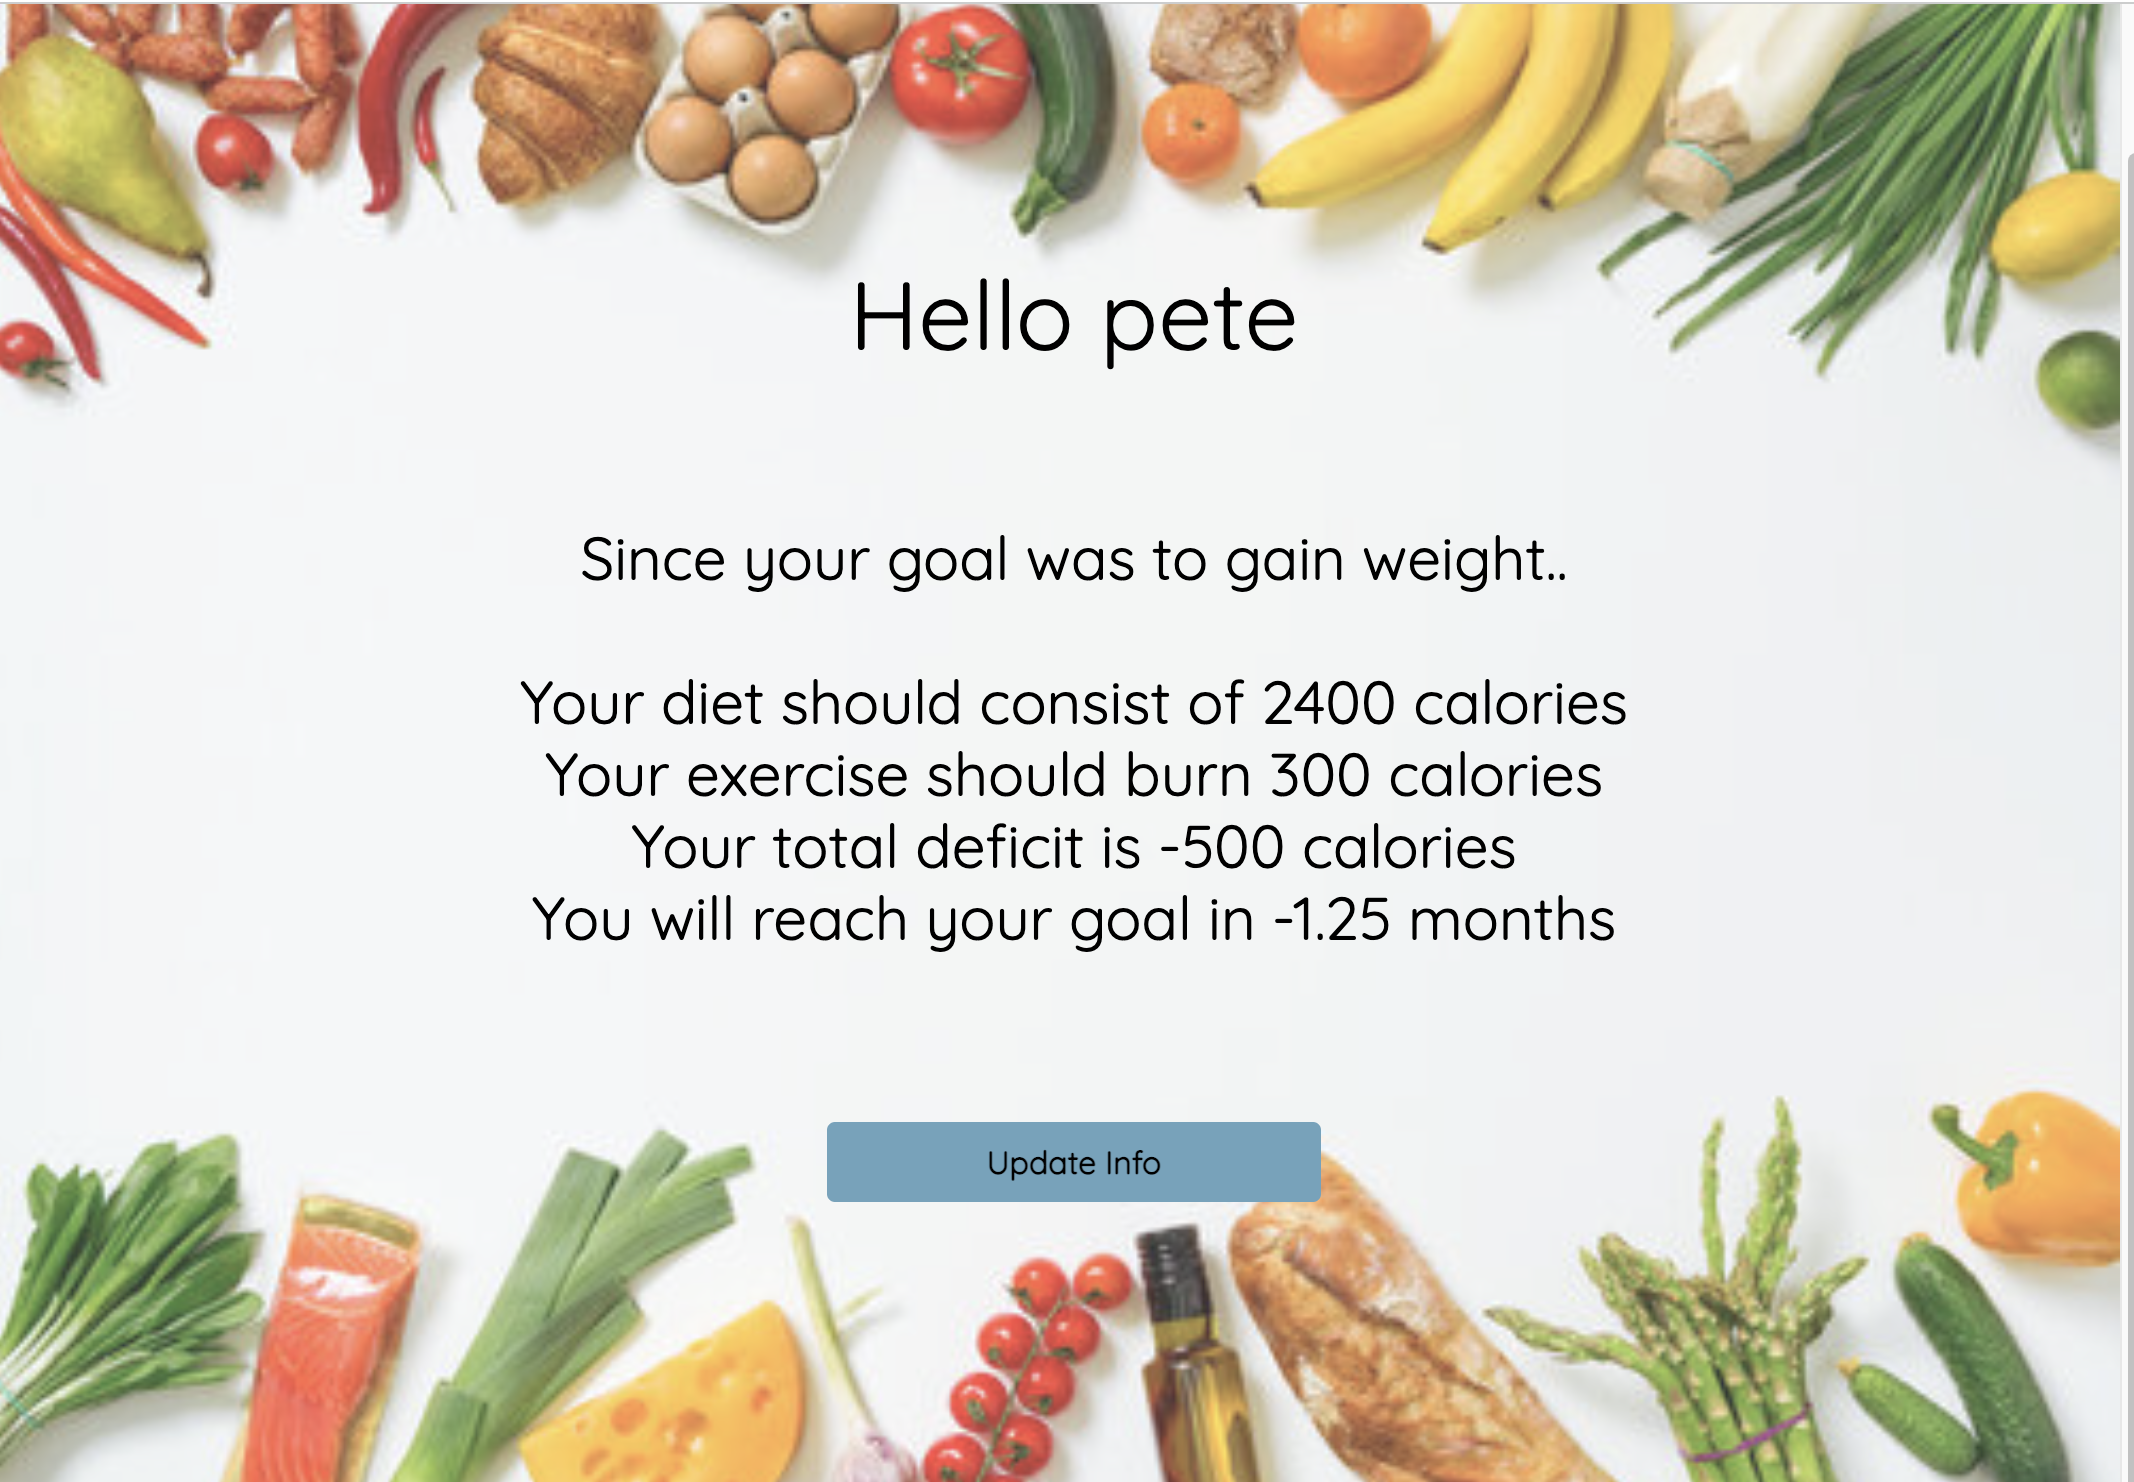 Hello pete
Since your goal was to gain weight..
Your diet should consist of 2400 calories
Your exercise should burn 300 calories
Your total deficit is -500 calories
You will reach your goal in -1.25 months
Update Info